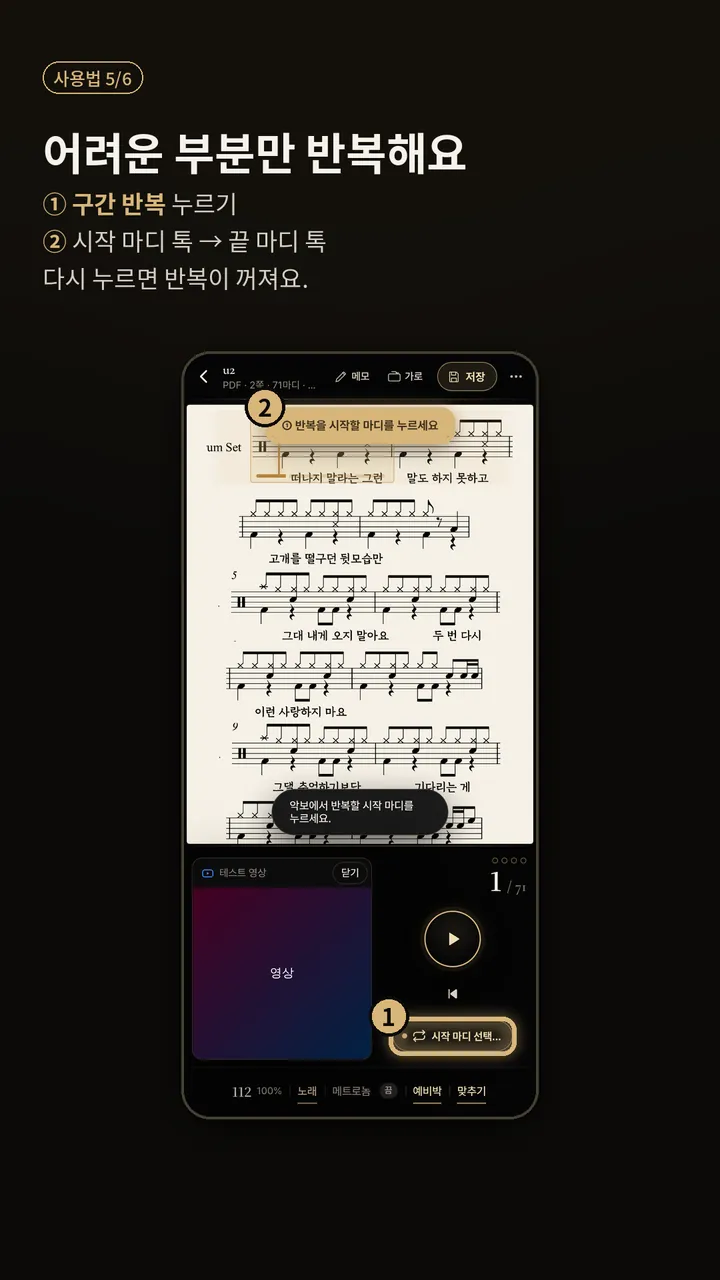 사용법 5/6
어려운 부분만 반복해요
① 구간 반복 누르기
② 시작 마디 톡 → 끝 마디 톡
다시 누르면 반복이 꺼져요.
u2
PDF · 2쪽 · 71마디 · ...
메모
가로
저장
2
① 반복을 시작할 마디를 누르세요
um Set
떠나지 말라는 그런 말도 하지 못하고
고개를 떨구던 뒷모습만
5
그대 내게 오지 말아요 두 번 다시
이런 사랑하지 마요
9
기다리는 게
악보에서 반복할 시작 마디를
누르세요.
테스트 영상
닫기
1 / 71
영상
1
시작 마디 선택...
112 100% 노래 메트로놈 끔 예비박 맞추기